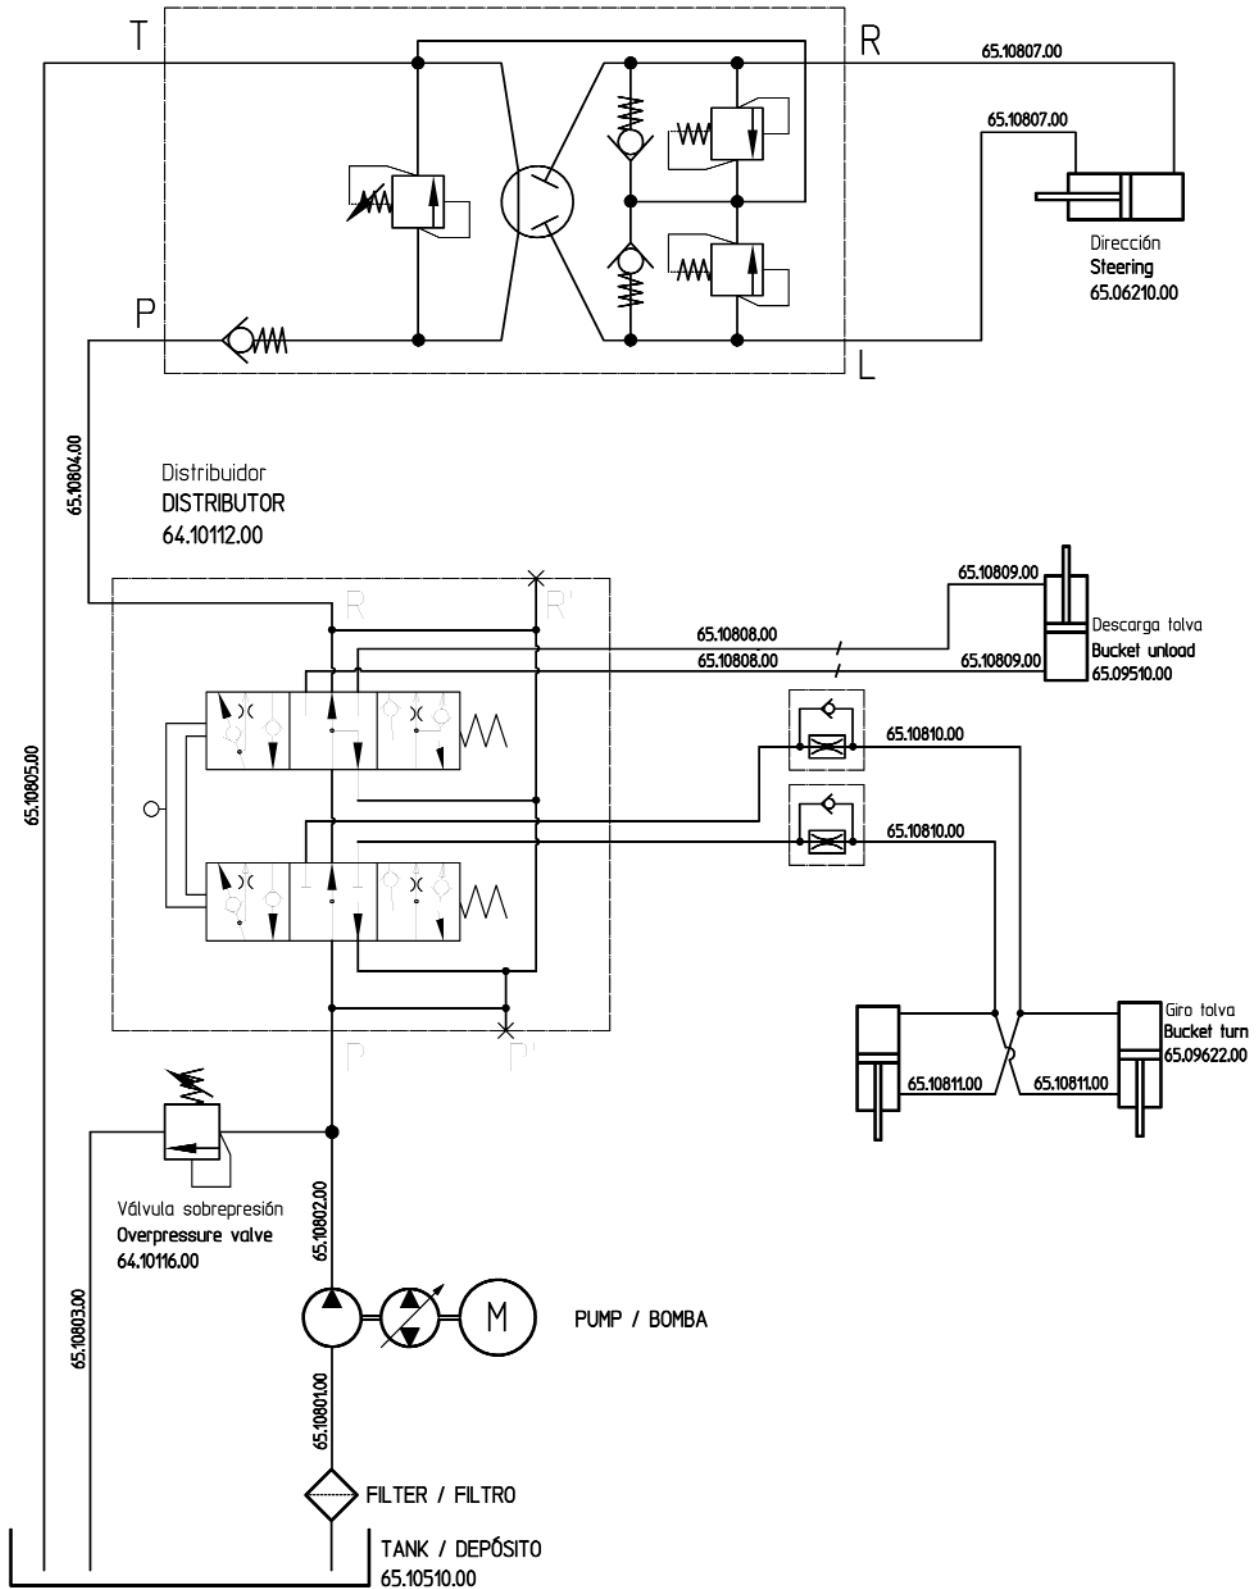 T
R
65.10807.00
65.10807.00
Dirección
Steering
65.06210.00
P
L
65.10804.00
Distribuidor
DISTRIBUTOR
64.10112.00
R
R'
65.10809.00
65.10808.00
65.10808.00
65.10809.00
Descarga tolva
Bucket unload
65.09510.00
65.10805.00
65.10810.00
65.10810.00
Giro tolva
Bucket turn
65.09622.00
P
P'
65.10811.00
65.10811.00
Válvula sobrepresión
Overpressure valve
64.10116.00
65.10802.00
65.10803.00
M
PUMP / BOMBA
65.10801.00
FILTER / FILTRO
TANK / DEPÓSITO
65.10510.00